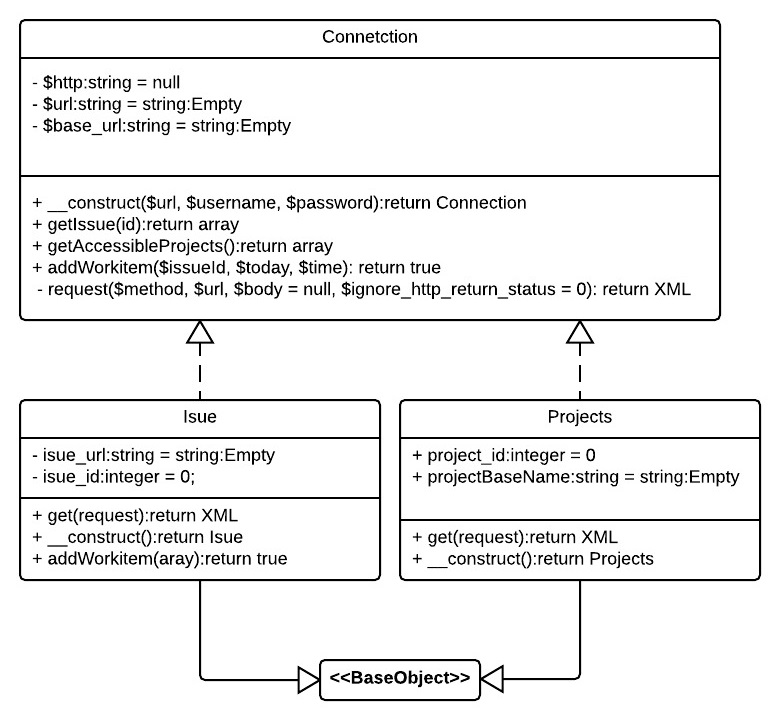 Connetction
- $http:string = null
- $url:string = string:Empty
- $base_url:string = string:Empty
+ __construct($url, $username, $password):return Connection
+ getIssue(id):return array
+ getAccessibleProjects():return array
+ addWorkitem($issueId, $today, $time): return true
- request($method, $url, $body = null, $ignore_http_return_status = 0): return XML
Isue
- isue_url:string = string:Empty
- isue_id:integer = 0;
+ get(request):return XML
+ __construct():return Isue
+ addWorkitem(aray):return true
Projects
+ project_id:integer = 0
+ projectBaseName:string = string:Empty
+ get(request):return XML
+ __construct():return Projects
<<BaseObject>>